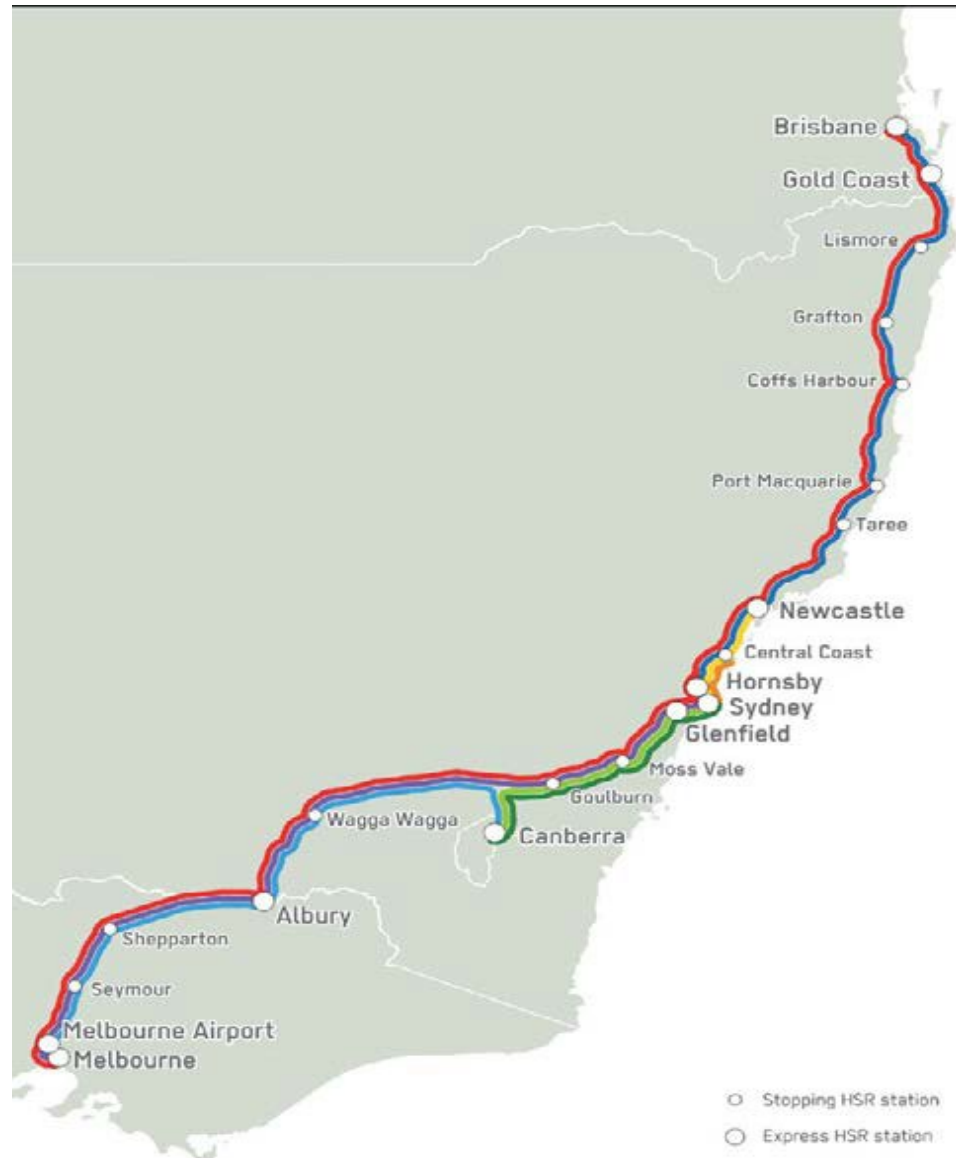 Brisbane
Gold Coast
Lismore
Grafton
Coffs Harbour
Port Macquarie
Taree
Newcastle
Central Coast
Hornsby
Sydney
Glenfield
Moss Vale
Goulburn
Wagga Wagga
Canberra
Albury
Shepparton
Seymour
Melbourne Airport
Melbourne
Stopping HSR station
Express HSR station